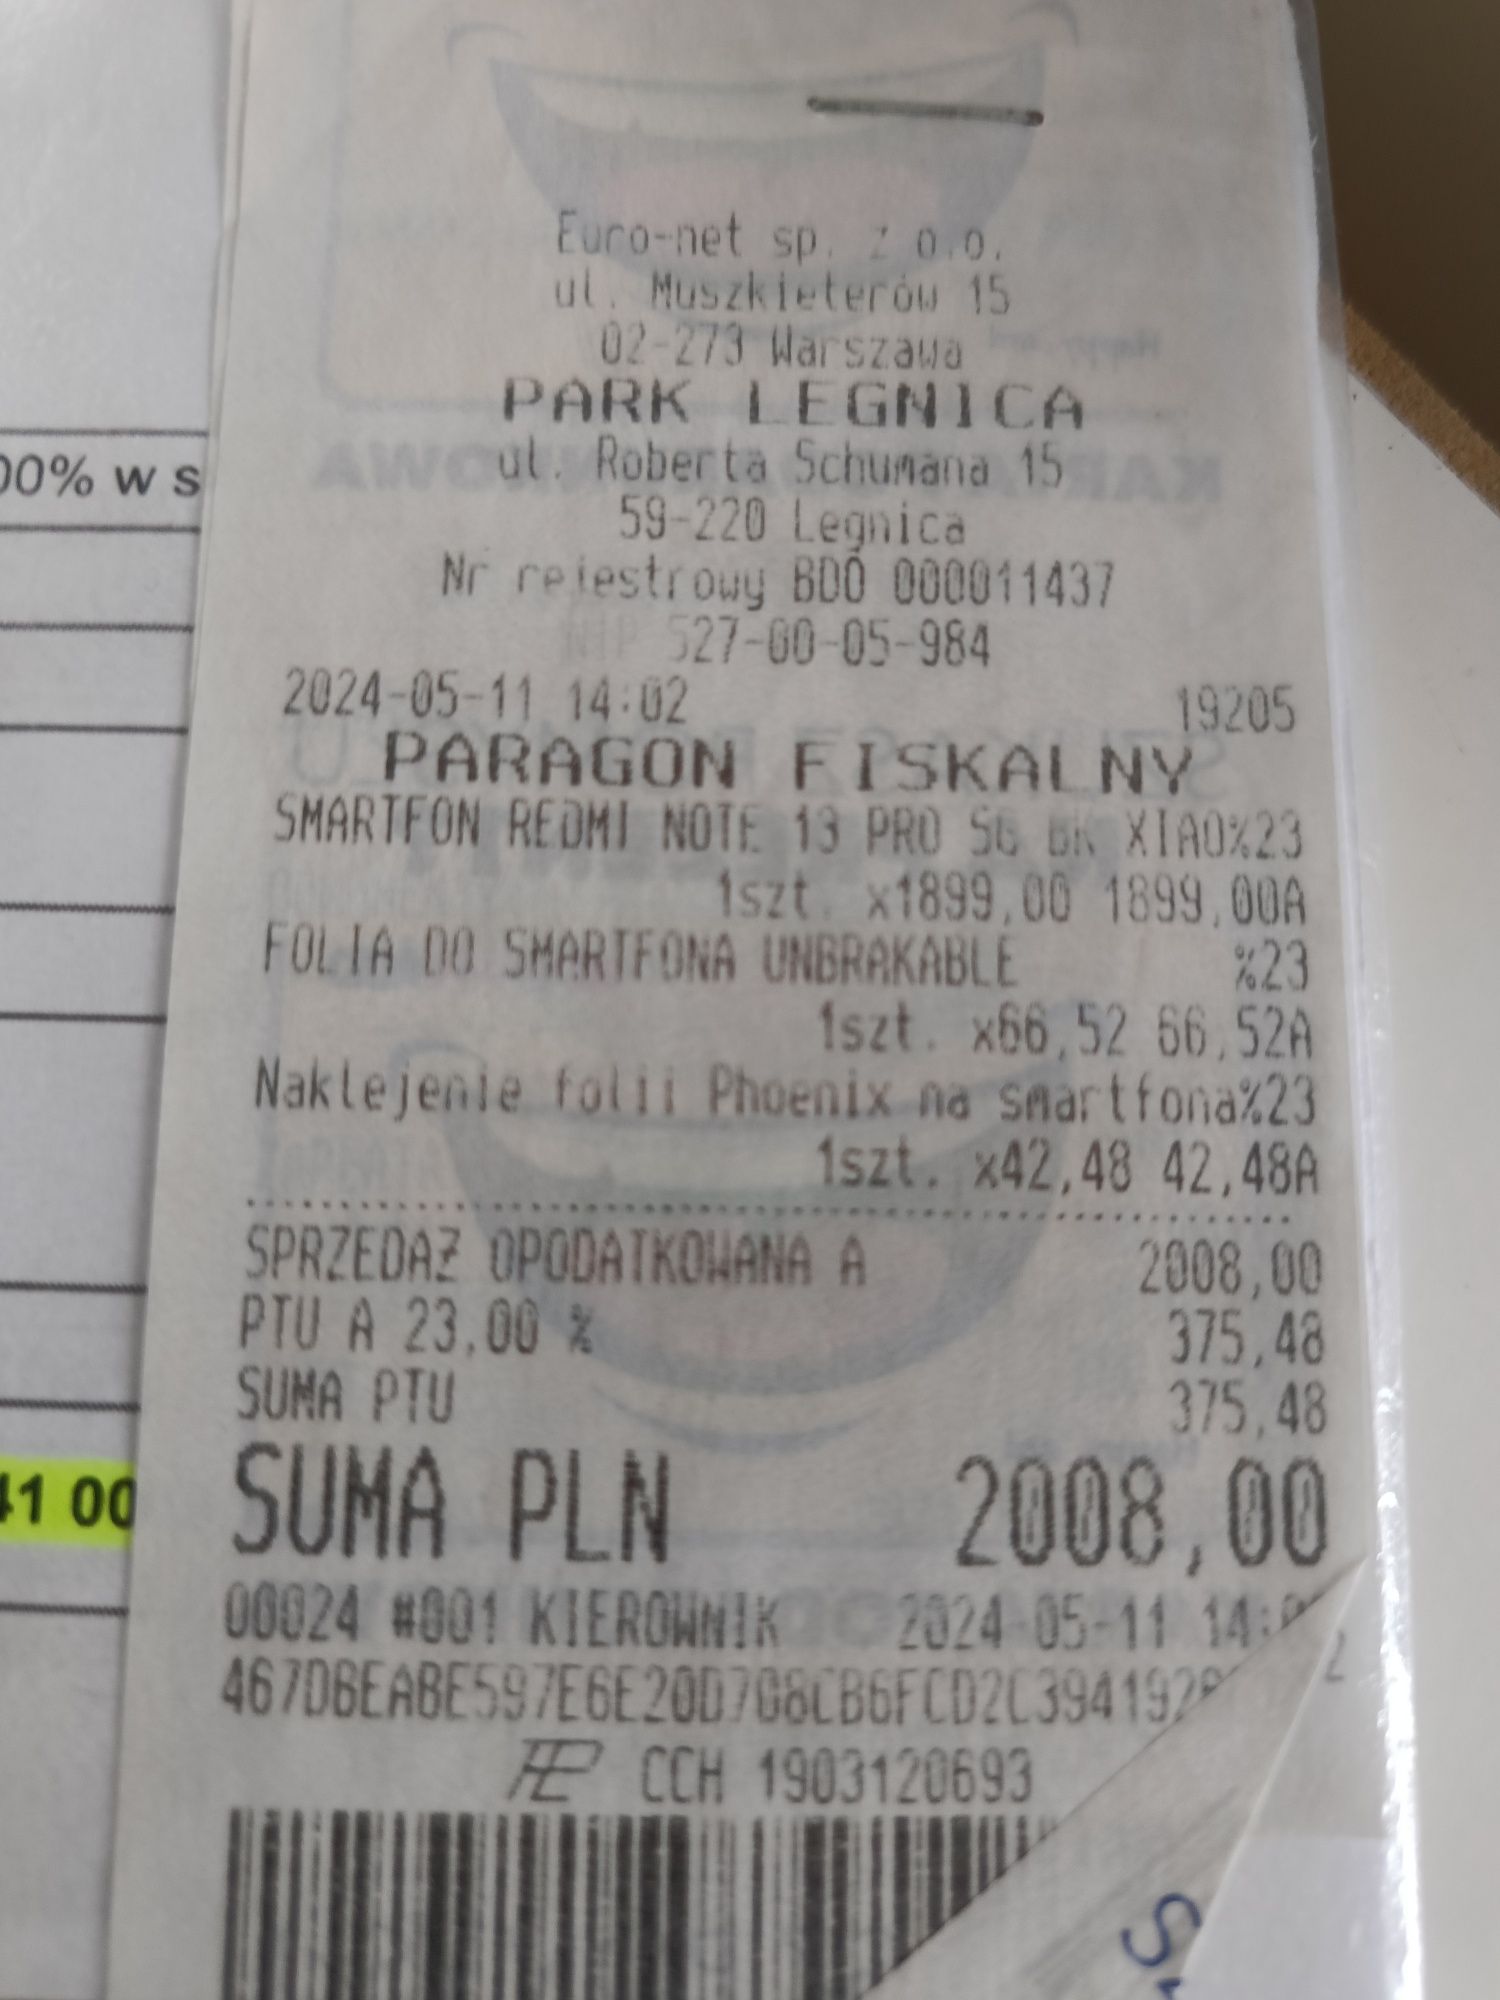 Euro-net sp. z o.o.
ul. Muszkieterów 15
02-273 Warszawa
PARK LEGNICA
ul. Roberta Schumana 15
59-220 Legnica
Nr rejestrowy BDO 000011437
NIP 527-00-05-984
2024-05-11 14:02 19205
PARAGON FISKALNY
SMARTFON REDMI NOTE 13 PRO 5G BK XIAO%23
1szt. x1899,00 1899,00A
FOLIA DO SMARTFONA UNBRAKABLE %23
1szt. x66,52 66,52A
Naklejenie folii Phoenix na smartfona%23
1szt. x42,48 42,48A
SPRZEDAŻ OPODATKOWANA A 2008,00
PTU A 23,00 % 375,48
SUMA PTU 375,48
SUMA PLN 2008,00
00024 #001 KIEROWNIK 2024-05-11 14:
CCH 1903120693
00% w s
41 00